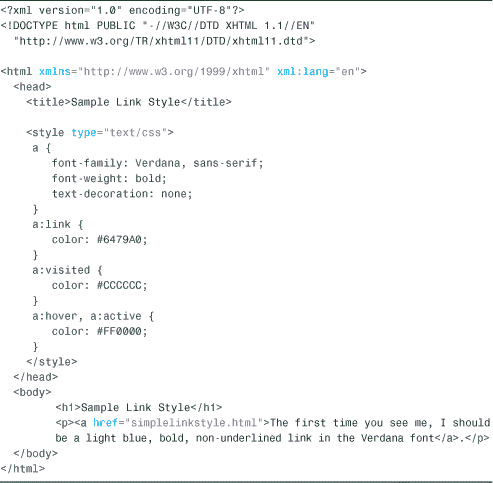 <?xml version="1.0" encoding="UTF-8"?>
<!DOCTYPE html PUBLIC "-//W3C//DTD XHTML 1.1//EN"
  "http://www.w3.org/TR/xhtml11/DTD/xhtml11.dtd">

<html xmlns="http://www.w3.org/1999/xhtml" xml:lang="en">
  <head>
    <title>Sample Link Style</title>

    <style type="text/css">
     a {
        font-family: Verdana, sans-serif;
        font-weight: bold;
        text-decoration: none;
     }
     a:link {
        color: #6479A0;
     }
     a:visited {
        color: #CCCCCC;
     }
     a:hover, a:active {
        color: #FF0000;
     }
    </style>
  </head>
  <body>
        <h1>Sample Link Style</h1>
        <p><a href="simplelinkstyle.html">The first time you see me, I should
        be a light blue, bold, non-underlined link in the Verdana font</a>.</p>
  </body>
</html>